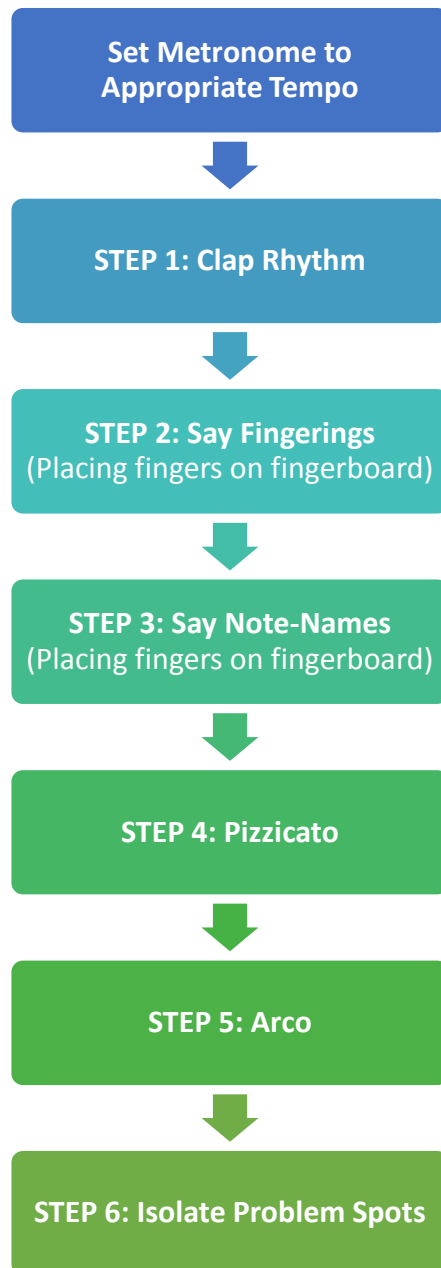 Set Metronome to
Appropriate Tempo
STEP 1: Clap Rhythm
STEP 2: Say Fingerings
(Placing fingers on fingerboard)
STEP 3: Say Note-Names
(Placing fingers on fingerboard)
STEP 4: Pizzicato
STEP 5: Arco
STEP 6: Isolate Problem Spots